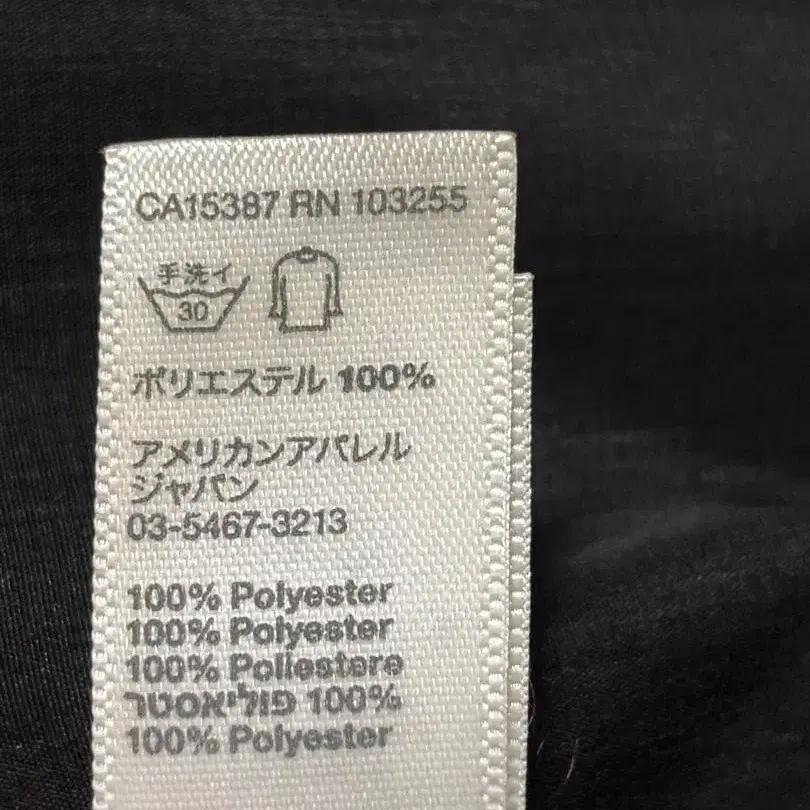 CA15387 RN 103255
手洗イ
30
ポリエステル 100%
アメリカンアパレル
ジャパン
03-5467-3213
100% Polyester
100% Polyester
100% Poliestere
100% פוליאסטר
100% Polyester